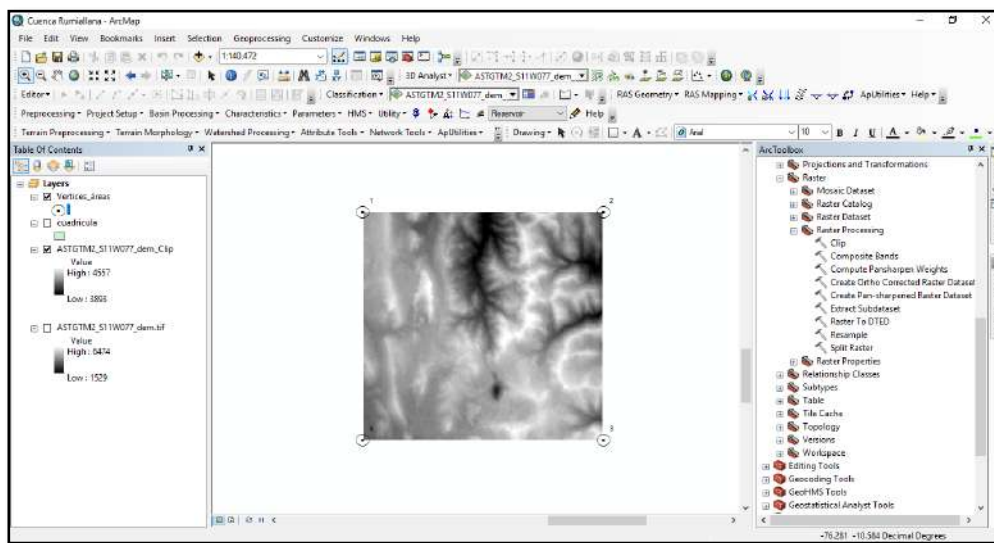 Cuenca Rumiallana - ArcMap
File Edit View Bookmarks Insert Selection Geoprocessing Customize Windows Help
1:140,472
3D Analyst ASTGTM2_S11W077_dem_
Editor Classification ASTGTM2_S11W077_dem RAS Geometry RAS Mapping ApUtilities Help
Preprocessing Project Setup Basin Processing Characteristics Parameters HMS Utility Reservoir Help
Terrain Preprocessing Terrain Morphology Watershed Processing Attribute Tools Network Tools ApUtilities Drawing A Arial 10 B I U A
Table Of Contents
Layers
Vertices_áreas
cuadricula
ASTGTM2_S11W077_dem_Clip
Value
High : 4557
Low : 3893
ASTGTM2_S11W077_dem.tif
Value
High : 6474
Low : 1529
1
2
3
4
ArcToolbox
Projections and Transformations
Raster
Mosaic Dataset
Raster Catalog
Raster Dataset
Raster Processing
Clip
Composite Bands
Compute Pansharpen Weights
Create Ortho Corrected Raster Dataset
Create Pan-sharpened Raster Dataset
Extract Subdataset
Raster To DTED
Resample
Split Raster
Raster Properties
Relationship Classes
Subtypes
Table
Tile Cache
Topology
Versions
Workspace
Editing Tools
Geocoding Tools
GeoHMS Tools
Geostatistical Analyst Tools
-76.281 -10.584 Decimal Degrees